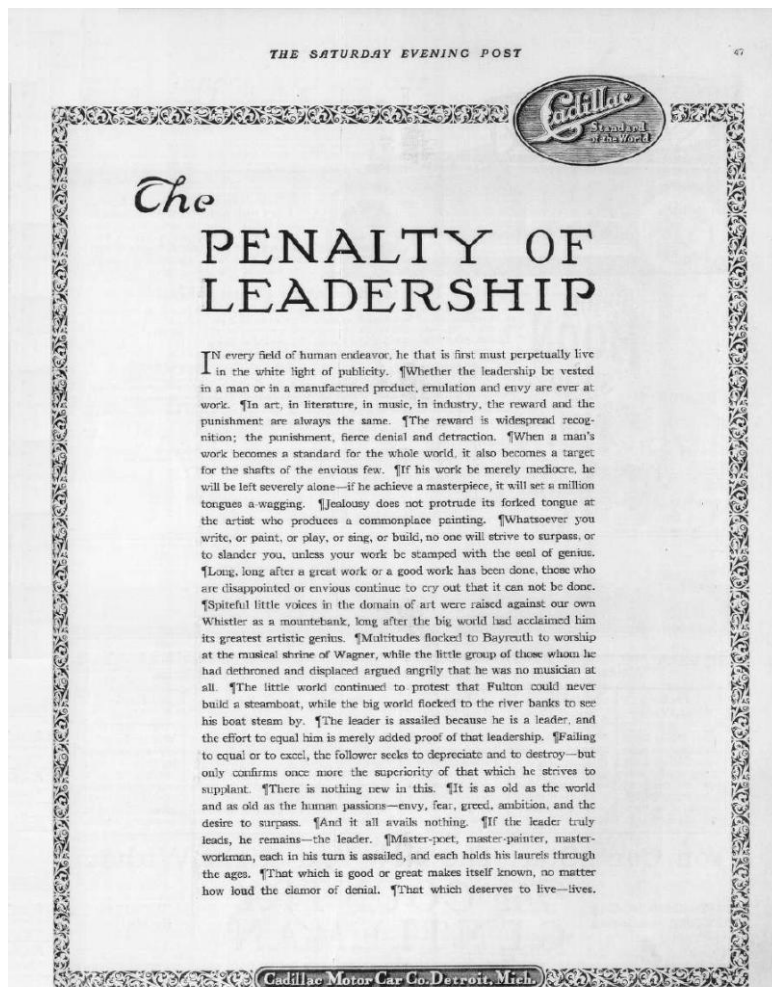 THE SATURDAY EVENING POST
47
Cadillac
Standard
of the World
The
PENALTY OF
LEADERSHIP
IN every field of human endeavor, he that is first must perpetually live
in the white light of publicity. ¶Whether the leadership be vested
in a man or in a manufactured product, emulation and envy are ever at
work. ¶In art, in literature, in music, in industry, the reward and the
punishment are always the same. ¶The reward is widespread recog-
nition; the punishment, fierce denial and detraction. ¶When a man's
work becomes a standard for the whole world, it also becomes a target
for the shafts of the envious few. ¶If his work be merely mediocre, he
will be left severely alone—if he achieve a masterpiece, it will set a million
tongues a-wagging. ¶Jealousy does not protrude its forked tongue at
the artist who produces a commonplace painting. ¶Whatsoever you
write, or paint, or play, or sing, or build, no one will strive to surpass, or
to slander you, unless your work be stamped with the seal of genius.
¶Long, long after a great work or a good work has been done, those who
are disappointed or envious continue to cry out that it can not be done.
¶Spiteful little voices in the domain of art were raised against our own
Whistler as a mountebank, long after the big world had acclaimed him
its greatest artistic genius. ¶Multitudes flocked to Bayreuth to worship
at the musical shrine of Wagner, while the little group of those whom he
had dethroned and displaced argued angrily that he was no musician at
all. ¶The little world continued to protest that Fulton could never
build a steamboat, while the big world flocked to the river banks to see
his boat steam by. ¶The leader is assailed because he is a leader, and
the effort to equal him is merely added proof of that leadership. ¶Failing
to equal or to excel, the follower seeks to depreciate and to destroy—but
only confirms once more the superiority of that which he strives to
supplant. ¶There is nothing new in this. ¶It is as old as the world
and as old as the human passions—envy, fear, greed, ambition, and the
desire to surpass. ¶And it all avails nothing. ¶If the leader truly
leads, he remains—the leader. ¶Master-poet, master-painter, master-
workman, each in his turn is assailed, and each holds his laurels through
the ages. ¶That which is good or great makes itself known, no matter
how loud the clamor of denial. ¶That which deserves to live—lives.
Cadillac Motor Car Co. Detroit, Mich.